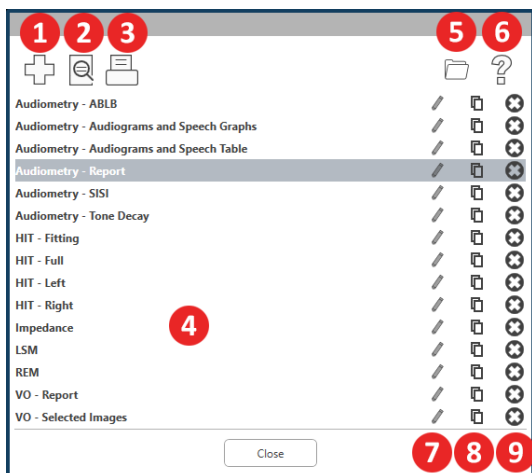 1 2 3 5 6
Audiometry - ABLB
Audiometry - Audiograms and Speech Graphs
Audiometry - Audiograms and Speech Table
Audiometry - Report
Audiometry - SISI
Audiometry - Tone Decay
HIT - Fitting
HIT - Full
HIT - Left
HIT - Right
Impedance 4
LSM
REM
VO - Report
VO - Selected Images
Close 7 8 9